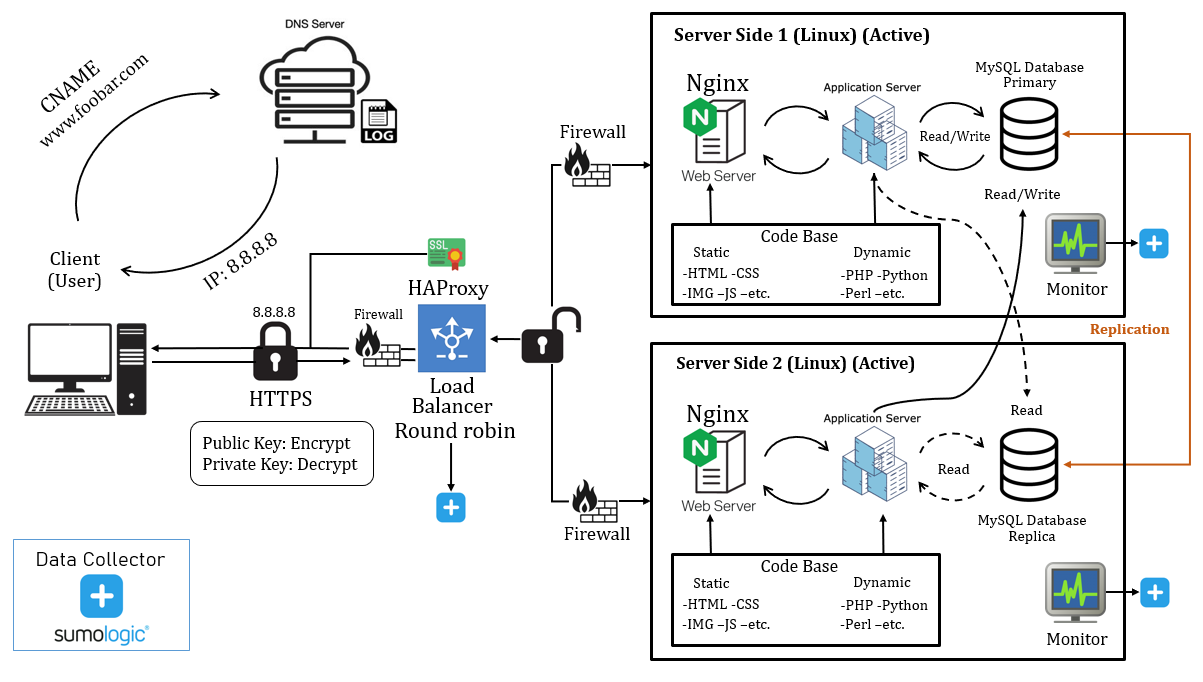 DNS Server
CNAME
www.foobar.com
LOG
Client
(User)
IP: 8.8.8.8
SSL
HAProxy
8.8.8.8
Firewall
HTTPS
Load
Balancer
Round robin
Public Key: Encrypt
Private Key: Decrypt
Data Collector
sumologic
Firewall
Firewall
Server Side 1 (Linux) (Active)
Nginx
N
Web Server
Application Server
Read/Write
MySQL Database
Primary
Read/Write
Code Base
Static
-HTML -CSS
-IMG –JS –etc.
Dynamic
-PHP -Python
-Perl –etc.
Monitor
Replication
Server Side 2 (Linux) (Active)
Nginx
N
Web Server
Application Server
Read
Read
MySQL Database
Replica
Code Base
Static
-HTML -CSS
-IMG –JS –etc.
Dynamic
-PHP -Python
-Perl –etc.
Monitor